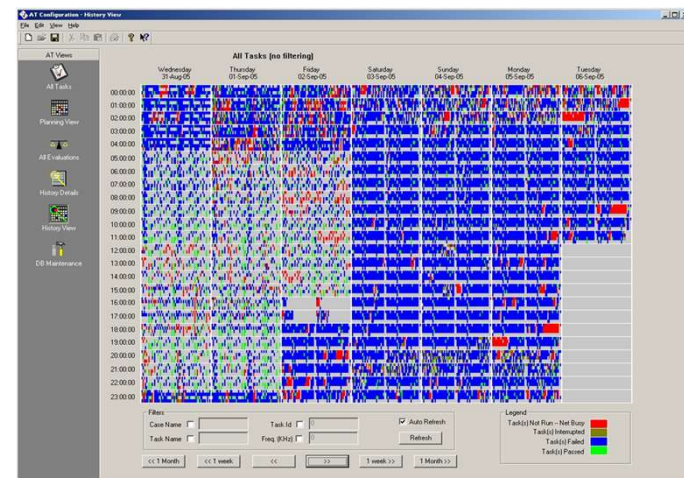 AT Configuration - History View
File Edit View Help
AT Views
All Tasks
Planning View
All Evaluations
History Details
History View
DB Maintenance
All Tasks (no filtering)
Wednesday Thursday Friday Saturday Sunday Monday Tuesday
31-Aug-05 01-Sep-05 02-Sep-05 03-Sep-05 04-Sep-05 05-Sep-05 06-Sep-05
00:00:00
01:00:00
02:00:00
03:00:00
04:00:00
05:00:00
06:00:00
07:00:00
08:00:00
09:00:00
10:00:00
11:00:00
12:00:00
13:00:00
14:00:00
15:00:00
16:00:00
17:00:00
18:00:00
19:00:00
20:00:00
21:00:00
22:00:00
23:00:00
Filters
Case Name Task Id 0 Auto Refresh
Task Name Freq. (KHz) 0 Refresh
<< 1 Month << 1 week << >> 1 week >> 1 Month >>
Legend
Task(s) Not Run - Net Busy
Task(s) Interrupted
Task(s) Failed
Task(s) Passed